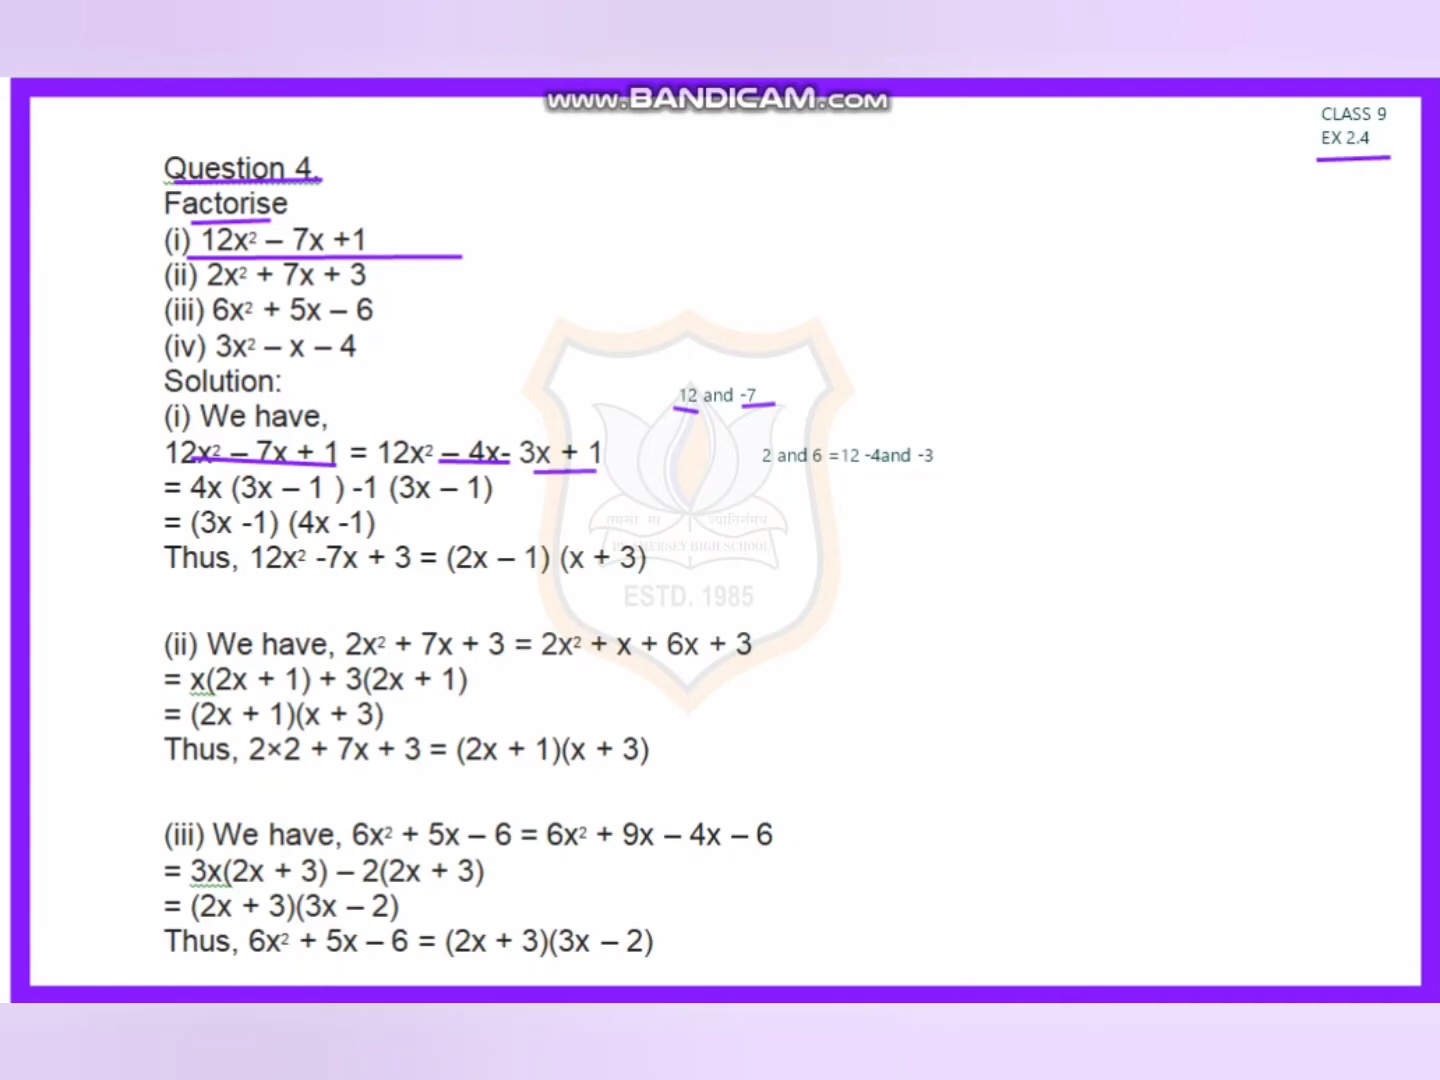 www.BANDICAM.com
CLASS 9
EX 2.4
Question 4.
Factorise
(i) 12x² – 7x +1
(ii) 2x² + 7x + 3
(iii) 6x² + 5x – 6
(iv) 3x² – x – 4
Solution:
(i) We have,
12 and -7
12x² – 7x + 1 = 12x² – 4x- 3x + 1
2 and 6 =12 -4and -3
= 4x (3x – 1 ) -1 (3x – 1)
= (3x -1) (4x -1)
Thus, 12x² -7x + 3 = (2x – 1) (x + 3)
तमसो मा ज्योतिर्गमय
HIGH SCHOOL
ESTD. 1985
(ii) We have, 2x² + 7x + 3 = 2x² + x + 6x + 3
= x(2x + 1) + 3(2x + 1)
= (2x + 1)(x + 3)
Thus, 2×2 + 7x + 3 = (2x + 1)(x + 3)
(iii) We have, 6x² + 5x – 6 = 6x² + 9x – 4x – 6
= 3x(2x + 3) – 2(2x + 3)
= (2x + 3)(3x – 2)
Thus, 6x² + 5x – 6 = (2x + 3)(3x – 2)